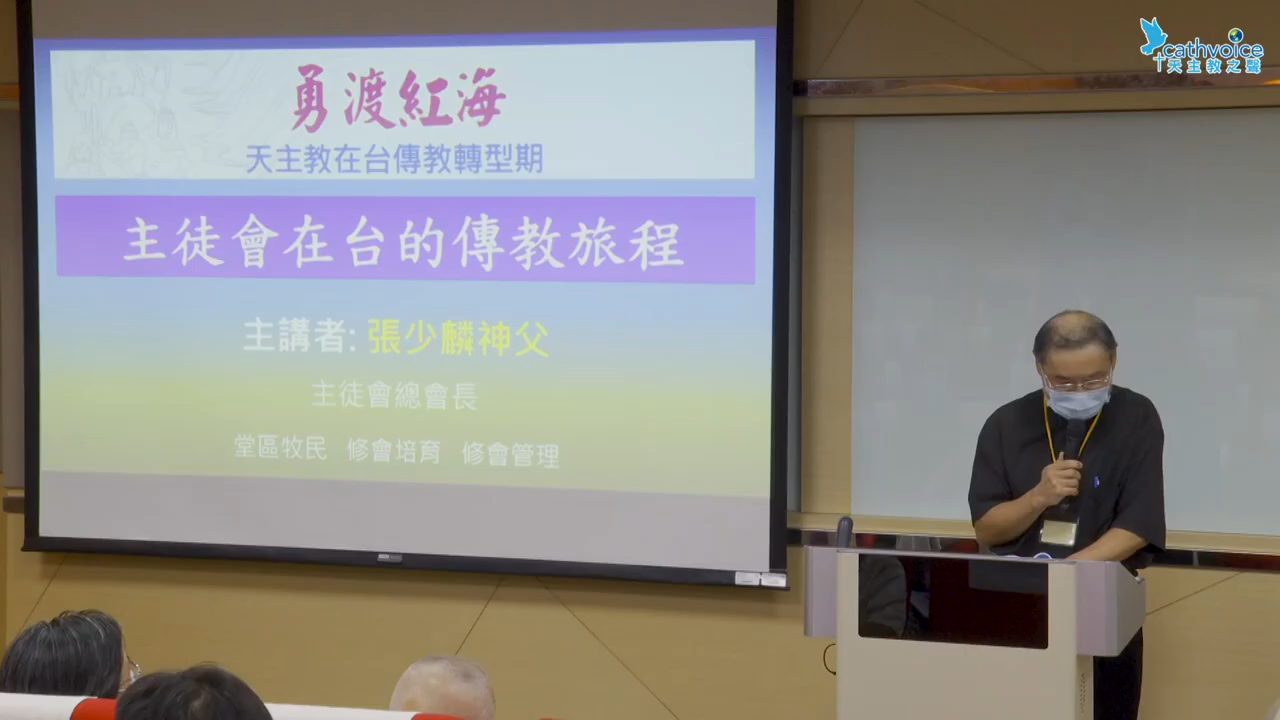 勇渡紅海
天主教在台傳教轉型期
主徒會在台的傳教旅程
主講者: 張少麟神父
主徒會總會長
堂區牧民 修會培育 修會管理
cathvoice
天主教之聲